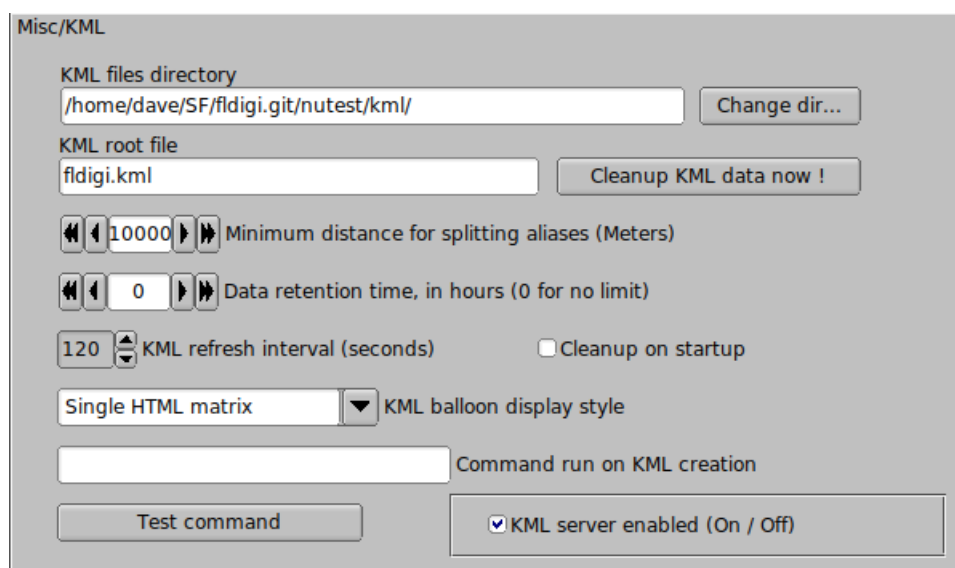 Misc/KML
KML files directory
/home/dave/SF/fldigi.git/nutest/kml/ Change dir...
KML root file
fldigi.kml Cleanup KML data now !
10000 Minimum distance for splitting aliases (Meters)
0 Data retention time, in hours (0 for no limit)
120 KML refresh interval (seconds) Cleanup on startup
Single HTML matrix KML balloon display style
Command run on KML creation
Test command KML server enabled (On / Off)